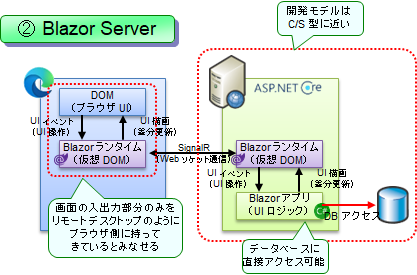 ② Blazor Server
開発モデルは
C/S 型に近い
ASP.NET Core
DOM
(ブラウザ UI)
UI イベント
(UI 操作)
UI 描画
(差分更新)
Blazorランタイム
(仮想 DOM)
SignalR
(Web ソケット通信)
Blazorランタイム
(仮想 DOM)
UI イベント
(UI 操作)
UI 描画
(差分更新)
Blazorアプリ
(UI ロジック)
C#
DB アクセス
画面の入出力部分のみを
リモートデスクトップのように
ブラウザ側に持って
きているとみなせる
データベースに
直接アクセス可能